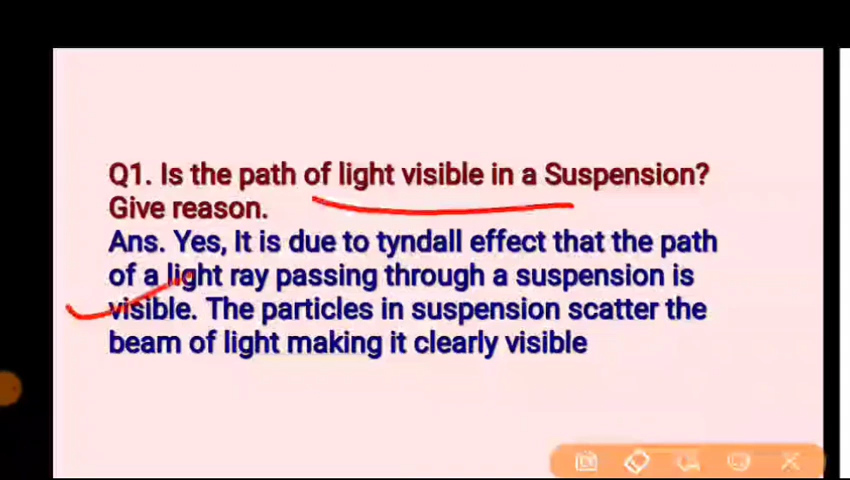 Q1. Is the path of light visible in a Suspension?
Give reason.
Ans. Yes, It is due to tyndall effect that the path
of a light ray passing through a suspension is
visible. The particles in suspension scatter the
beam of light making it clearly visible